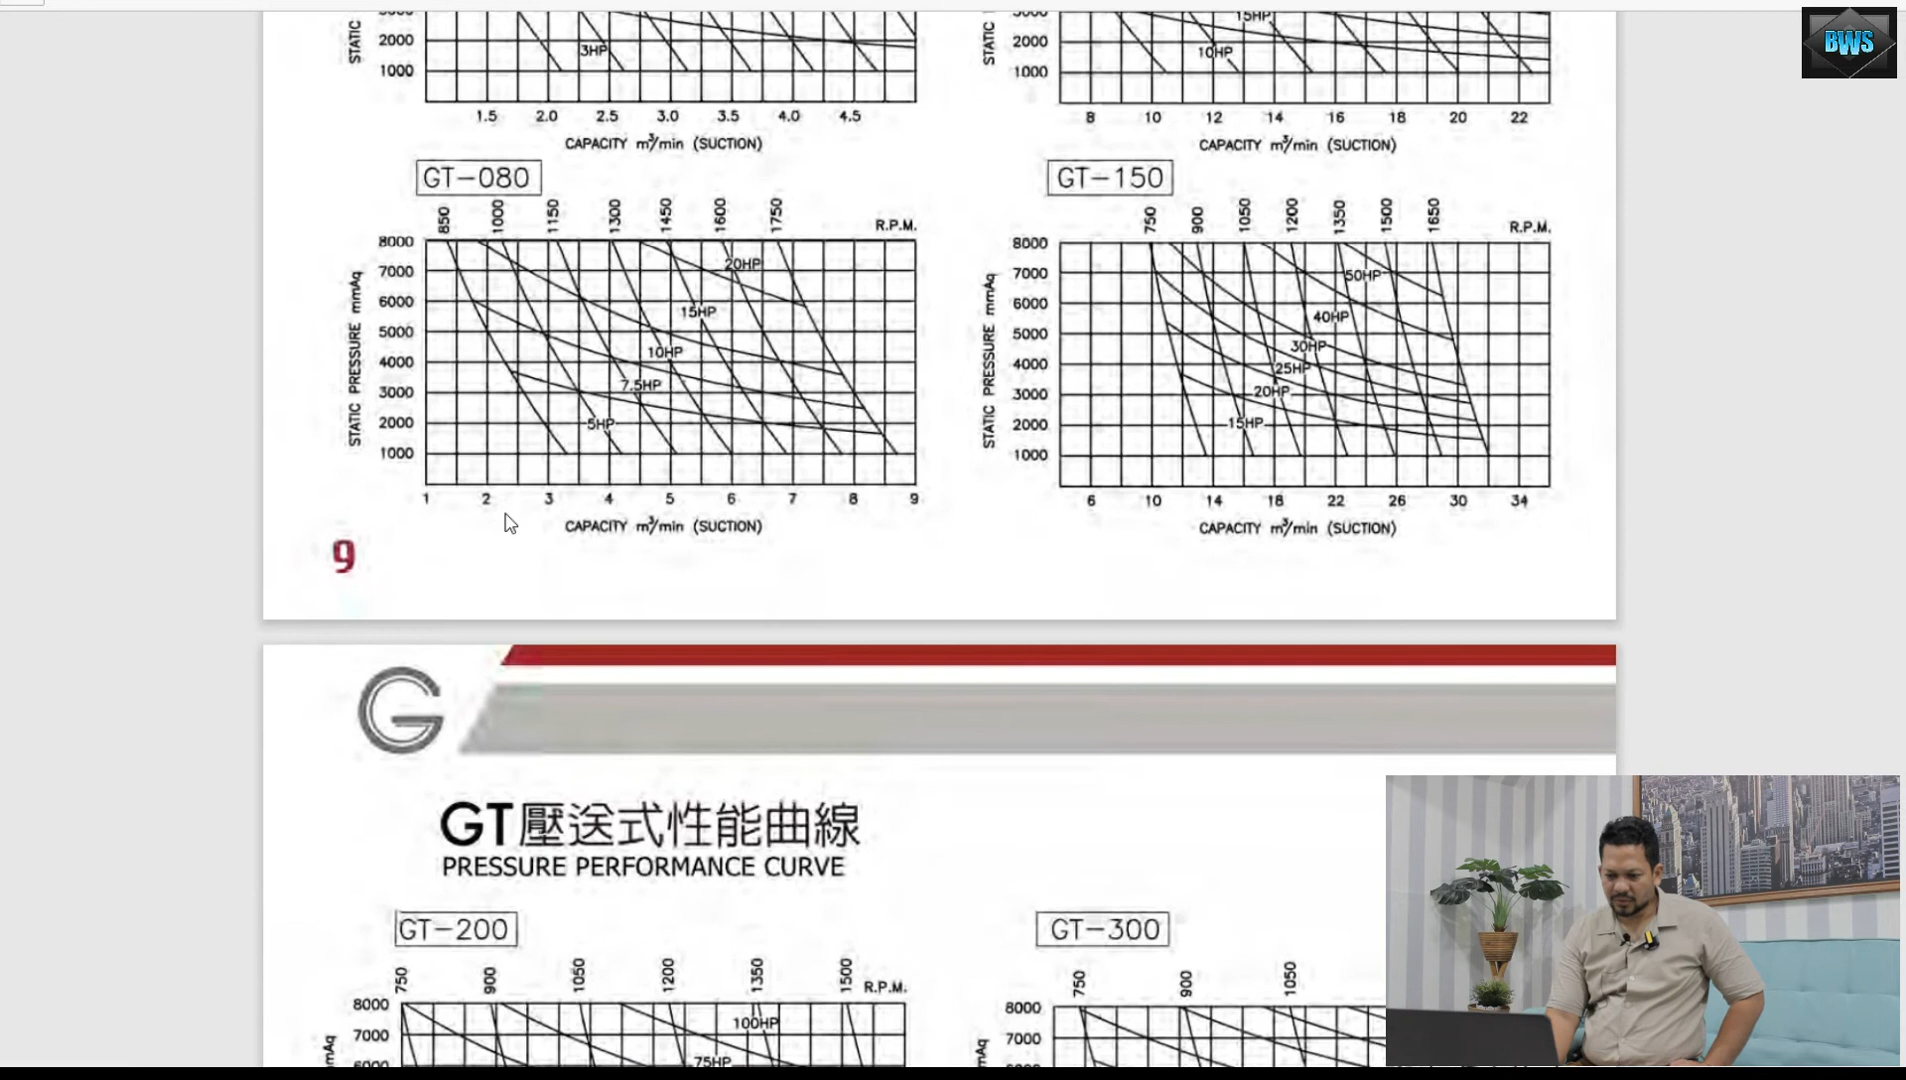 BWS
3000
2000
1000
STATIC
3HP
1.5 2.0 2.5 3.0 3.5 4.0 4.5
CAPACITY m³/min (SUCTION)
3000
2000
1000
STATIC
15HP
10HP
8 10 12 14 16 18 20 22
CAPACITY m³/min (SUCTION)
GT-080
850 1000 1150 1300 1450 1600 1750
R.P.M.
8000
7000
6000
5000
4000
3000
2000
1000
STATIC PRESSURE mmAq
20HP
15HP
10HP
7.5HP
5HP
1 2 3 4 5 6 7 8 9
CAPACITY m³/min (SUCTION)
GT-150
750 900 1050 1200 1350 1500 1650
R.P.M.
8000
7000
6000
5000
4000
3000
2000
1000
STATIC PRESSURE mmAq
50HP
40HP
30HP
25HP
20HP
15HP
6 10 14 18 22 26 30 34
CAPACITY m³/min (SUCTION)
9
G
GT壓送式性能曲線
PRESSURE PERFORMANCE CURVE
GT-200
750 900 1050 1200 1350 1500
R.P.M.
8000
7000
6000
mmAq
100HP
75HP
GT-300
750 900 1050
8000
7000
mAq